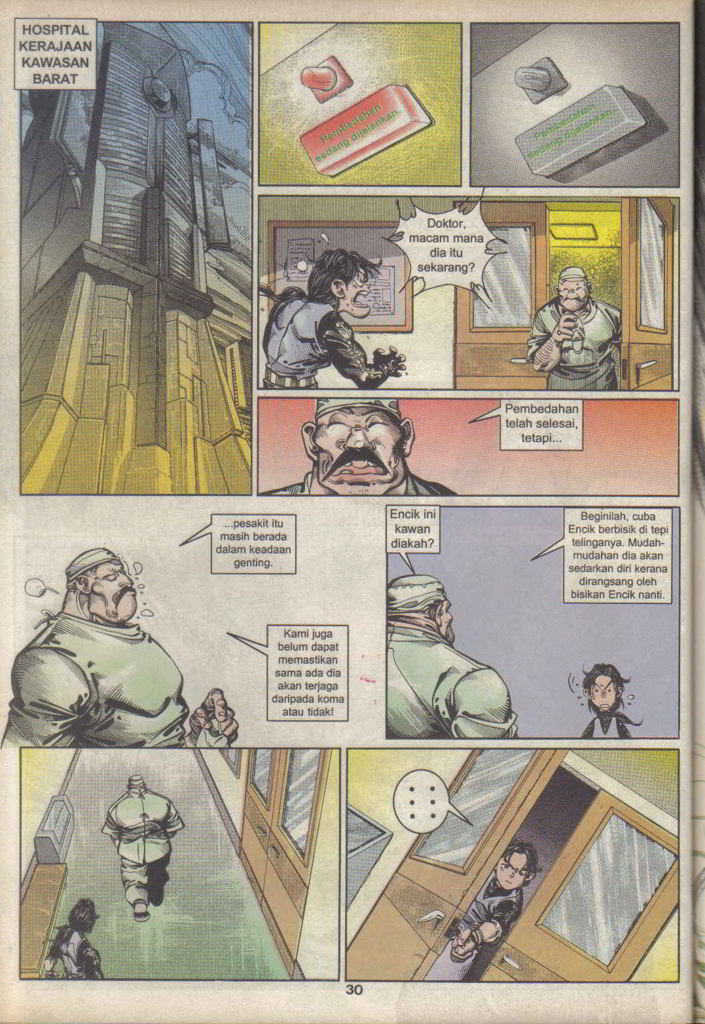 HOSPITAL
KERAJAAN
KAWASAN
BARAT
Pembedahan
sedang dijalankan.
Pembedahan
sedang dijalankan.
Doktor,
macam mana
dia itu
sekarang?
Pembedahan
telah selesai,
tetapi...
...pesakit itu
masih berada
dalam keadaan
genting.
Kami juga
belum dapat
memastikan
sama ada dia
akan terjaga
daripada koma
atau tidak!
Encik ini
kawan
diakah?
Beginilah, cuba
Encik berbisik di tepi
telinganya. Mudah-
mudahan dia akan
sedarkan diri kerana
dirangsang oleh
bisikan Encik nanti.
30